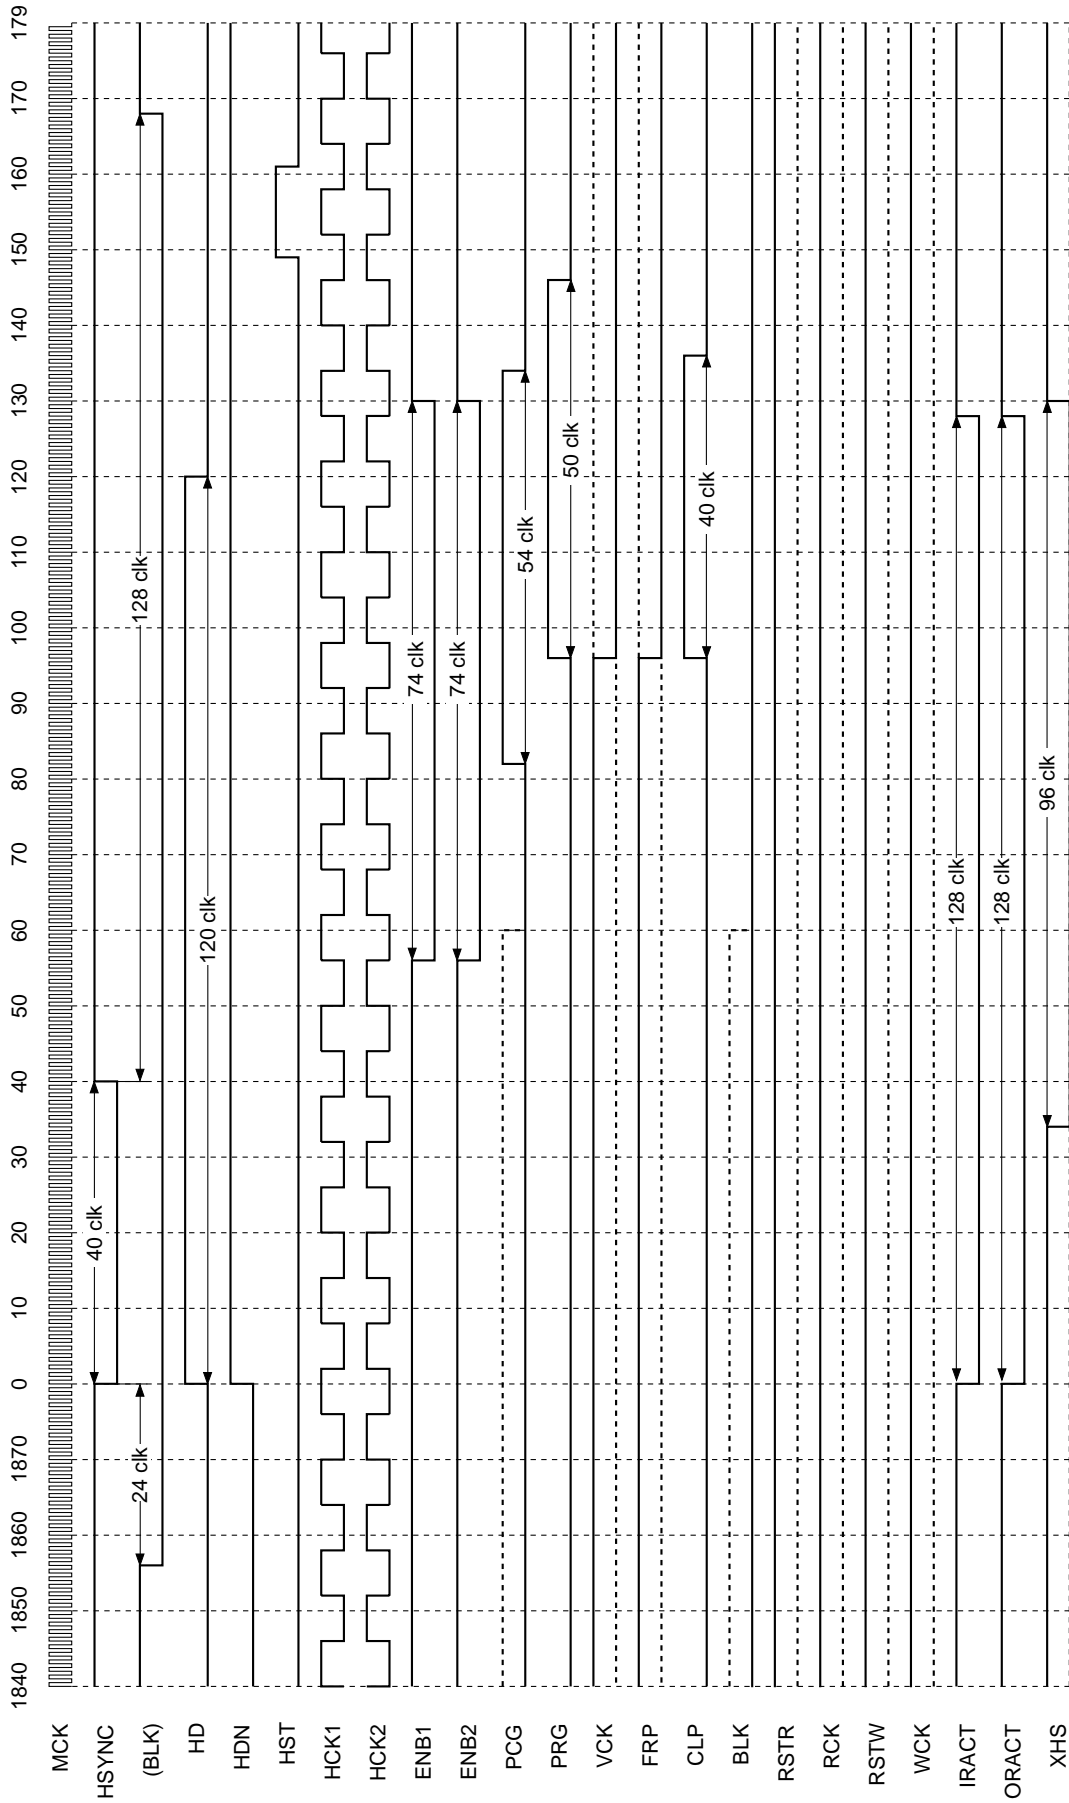 1840 1850 1860 1870 0 10 20 30 40 50 60 70 80 90 100 110 120 130 140 150 160 170 179
MCK
HSYNC 40 clk
(BLK) 24 clk 128 clk
HD 120 clk
HDN
HST
HCK1
HCK2
ENB1 74 clk
ENB2 74 clk
PCG 54 clk
PRG 50 clk
VCK
FRP
CLP 40 clk
BLK
RSTR
RCK
RSTW
WCK
IRACT 128 clk
ORACT 128 clk
XHS 96 clk